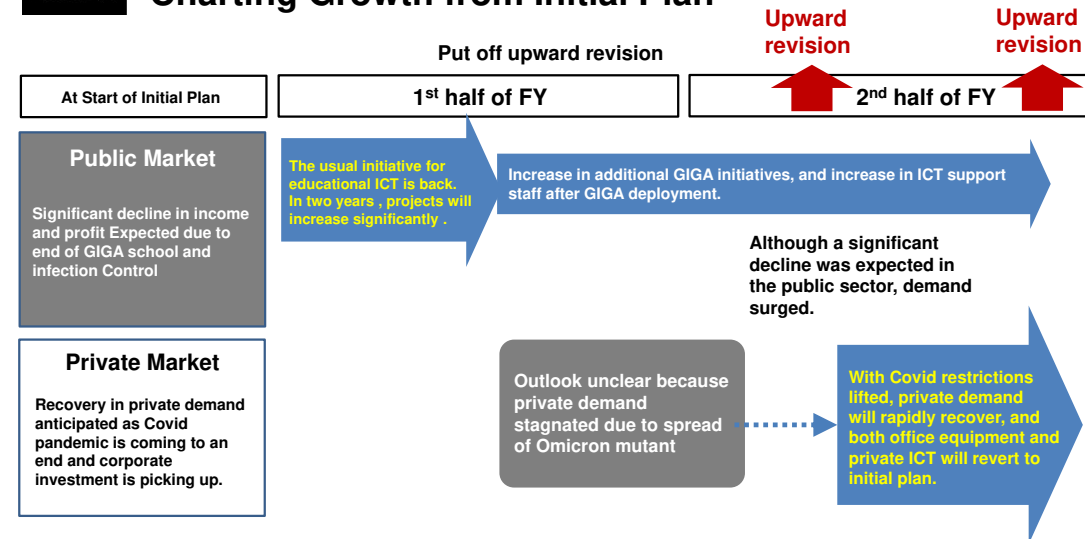 Charting Growth from Initial Plan
Upward
revision
Upward
revision
Put off upward revision
At Start of Initial Plan
1st half of FY
2nd half of FY
Public Market
Significant decline in income
and profit Expected due to
end of GIGA school and
infection Control
The usual initiative for
educational ICT is back.
In two years , projects will
increase significantly .
Increase in additional GIGA initiatives, and increase in ICT support
staff after GIGA deployment.
Although a significant
decline was expected in
the public sector, demand
surged.
Private Market
Recovery in private demand
anticipated as Covid
pandemic is coming to an
end and corporate
investment is picking up.
Outlook unclear because
private demand
stagnated due to spread
of Omicron mutant
With Covid restrictions
lifted, private demand
will rapidly recover, and
both office equipment and
private ICT will revert to
initial plan.